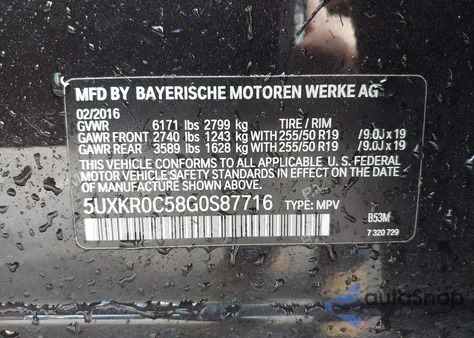 MFD BY BAYERISCHE MOTOREN WERKE AG
02/2016
GVWR 6171 lbs 2799 kg TIRE / RIM
GAWR FRONT 2740 lbs 1243 kg WITH 255/50 R19 /9.0J x 19
GAWR REAR 3589 lbs 1628 kg WITH 255/50 R19 /9.0J x 19
THIS VEHICLE CONFORMS TO ALL APPLICABLE U. S. FEDERAL
MOTOR VEHICLE SAFETY STANDARDS IN EFFECT ON THE
DATE OF MANUFACTURE SHOWN ABOVE.
5UXKR0C58G0S87716 TYPE: MPV
B53M
7 320 729
autosnap